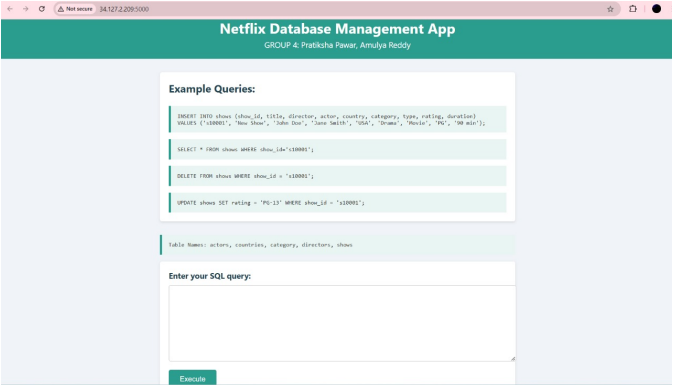 Not secure 34.127.2.209:5000
Netflix Database Management App
GROUP 4: Pratiksha Pawar, Amulya Reddy
Example Queries:
INSERT INTO shows (show_id, title, director, actor, country, category, type, rating, duration)
VALUES ('s10001', 'New Show', 'John Doe', 'Jane Smith', 'USA', 'Drama', 'Movie', 'PG', '90 min');
SELECT * FROM shows WHERE show_id='s10001';
DELETE FROM shows WHERE show_id = 's10001';
UPDATE shows SET rating = 'PG-13' WHERE show_id = 's10001';
Table Names: actors, countries, category, directors, shows
Enter your SQL query:
Execute